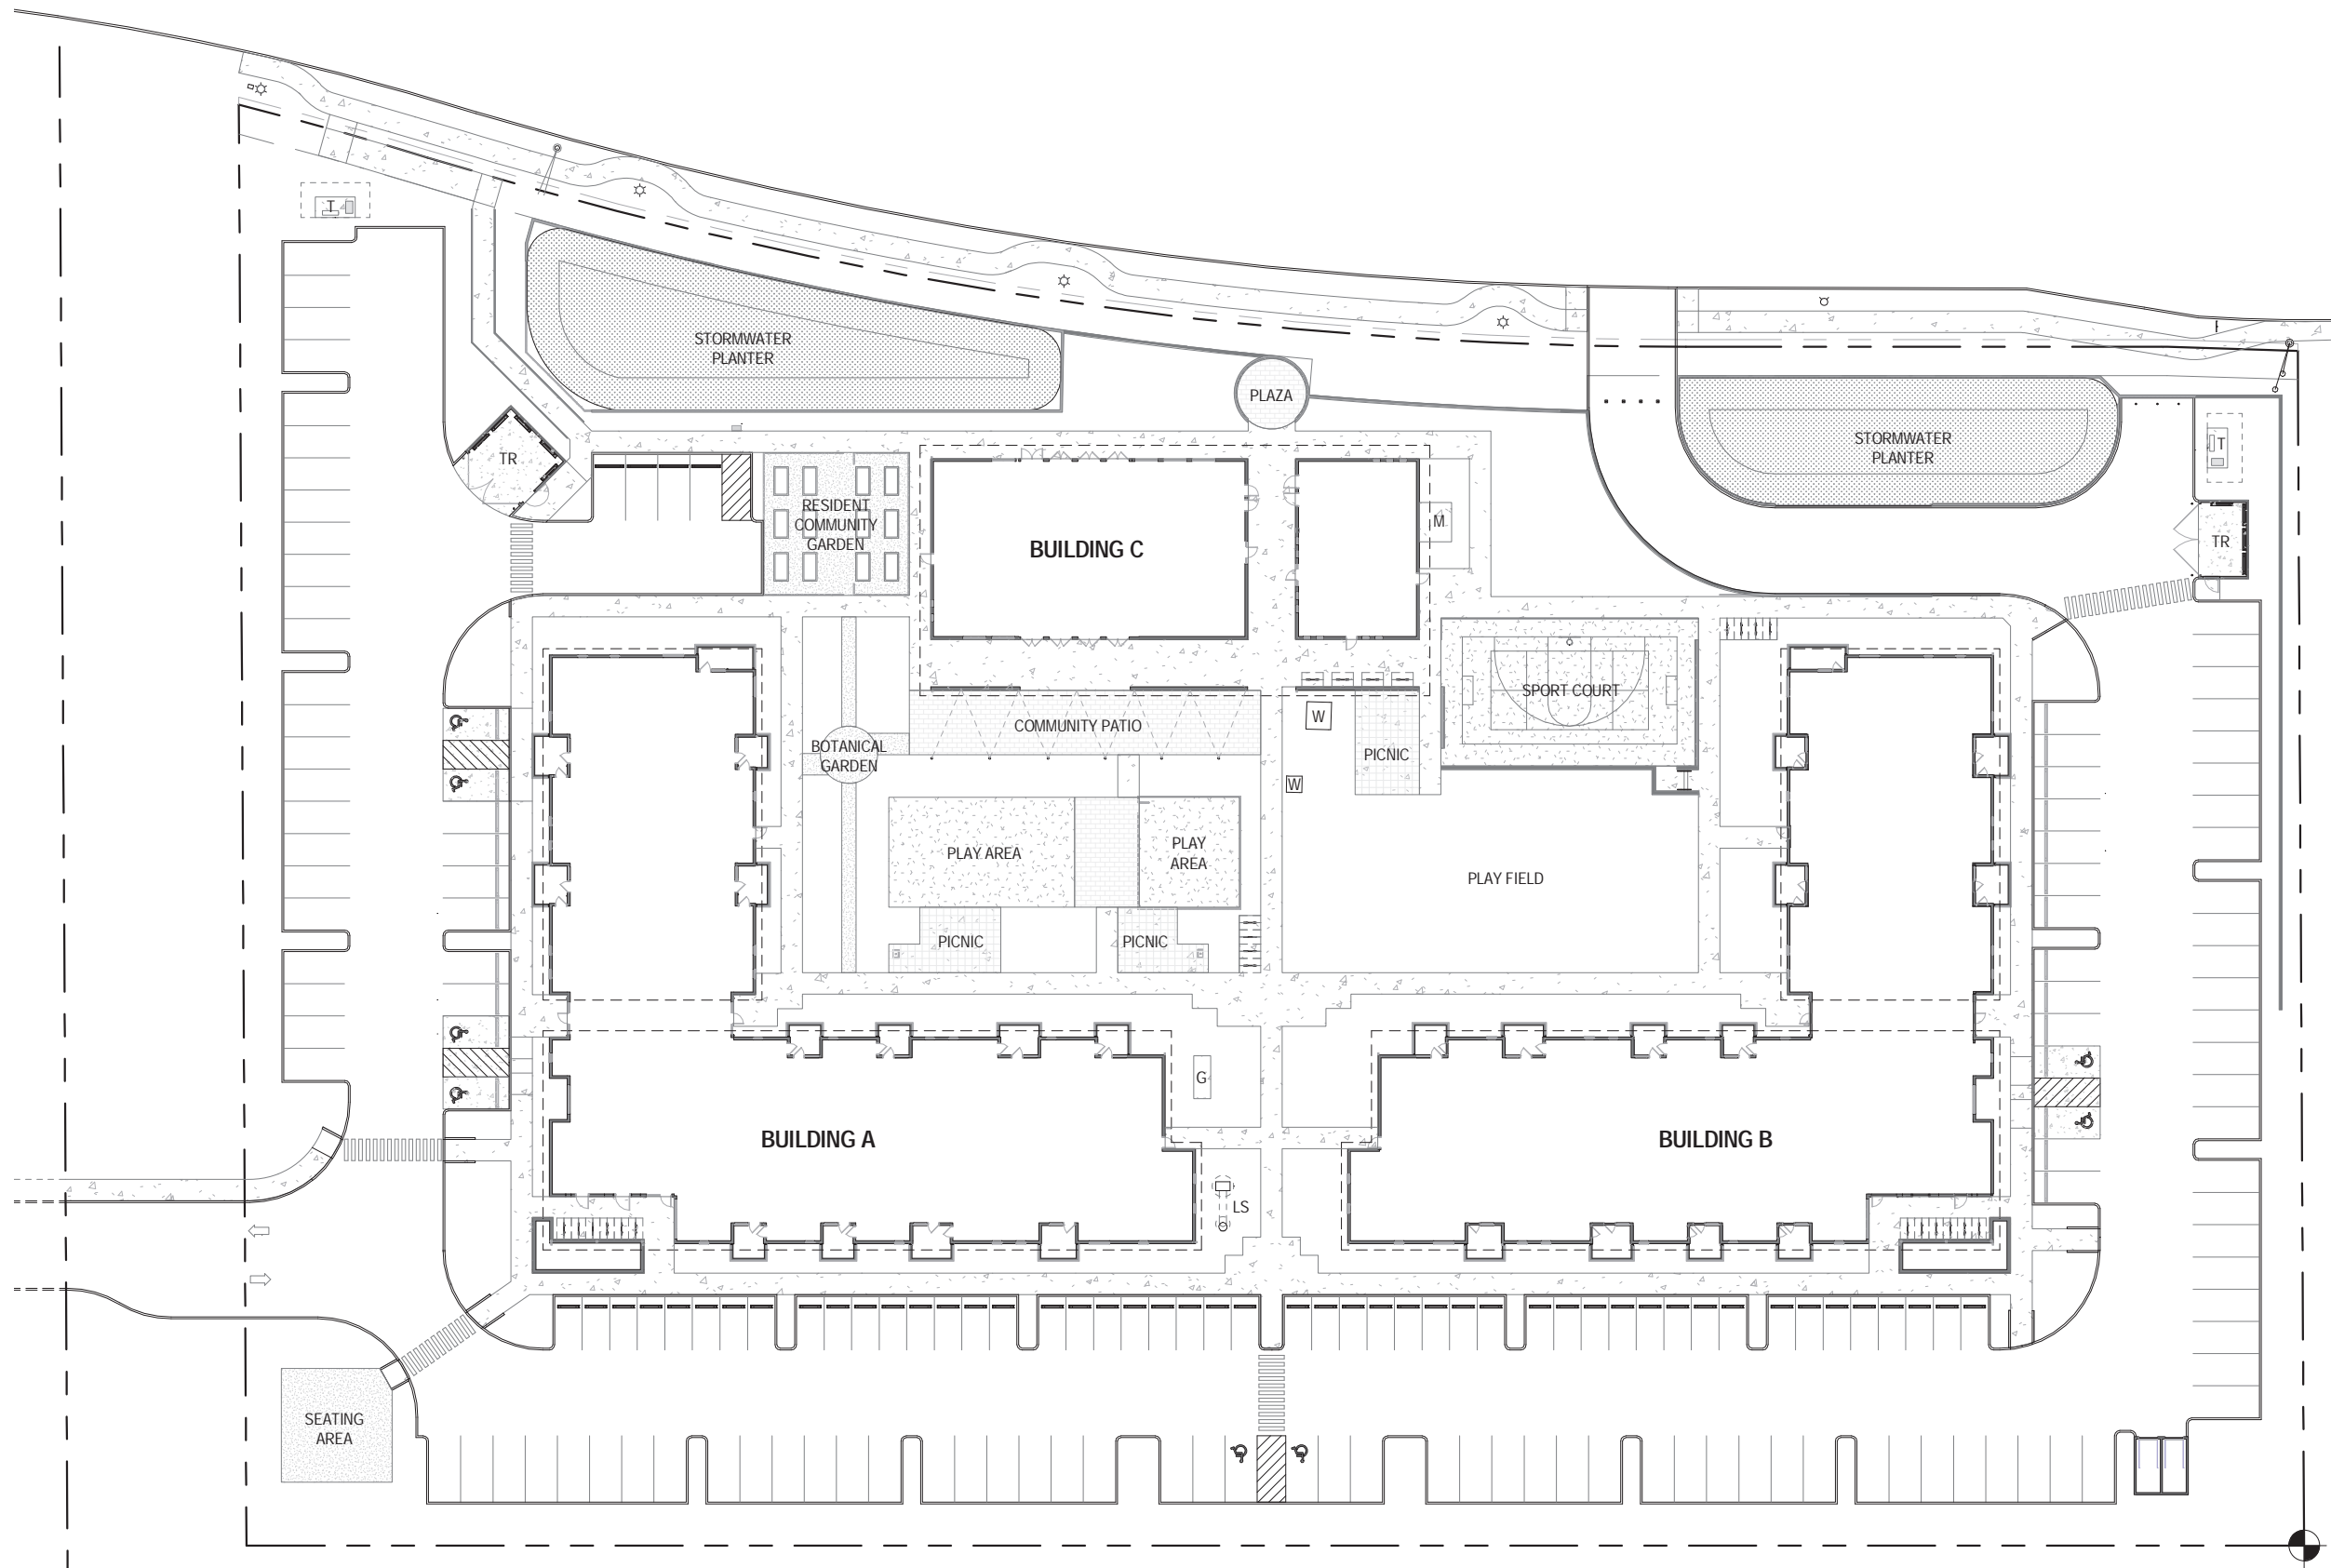 T
STORMWATER
PLANTER
PLAZA
TR
RESIDENT
COMMUNITY
GARDEN
BUILDING C
M
STORMWATER
PLANTER
T
TR
SPORT COURT
COMMUNITY PATIO
W
PICNIC
BOTANICAL
GARDEN
W
PLAY AREA
PLAY
AREA
PLAY FIELD
PICNIC
PICNIC
G
BUILDING A
BUILDING B
LS
SEATING
AREA